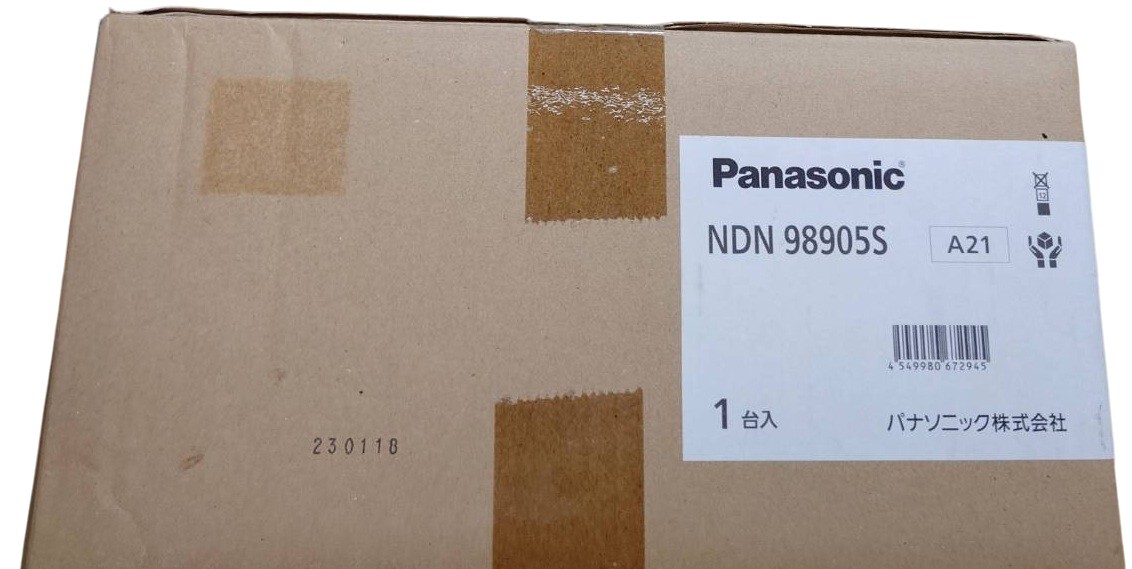 Panasonic®
NDN 98905S
A21
4 549980 672945
1 台入
パナソニック株式会社
230118